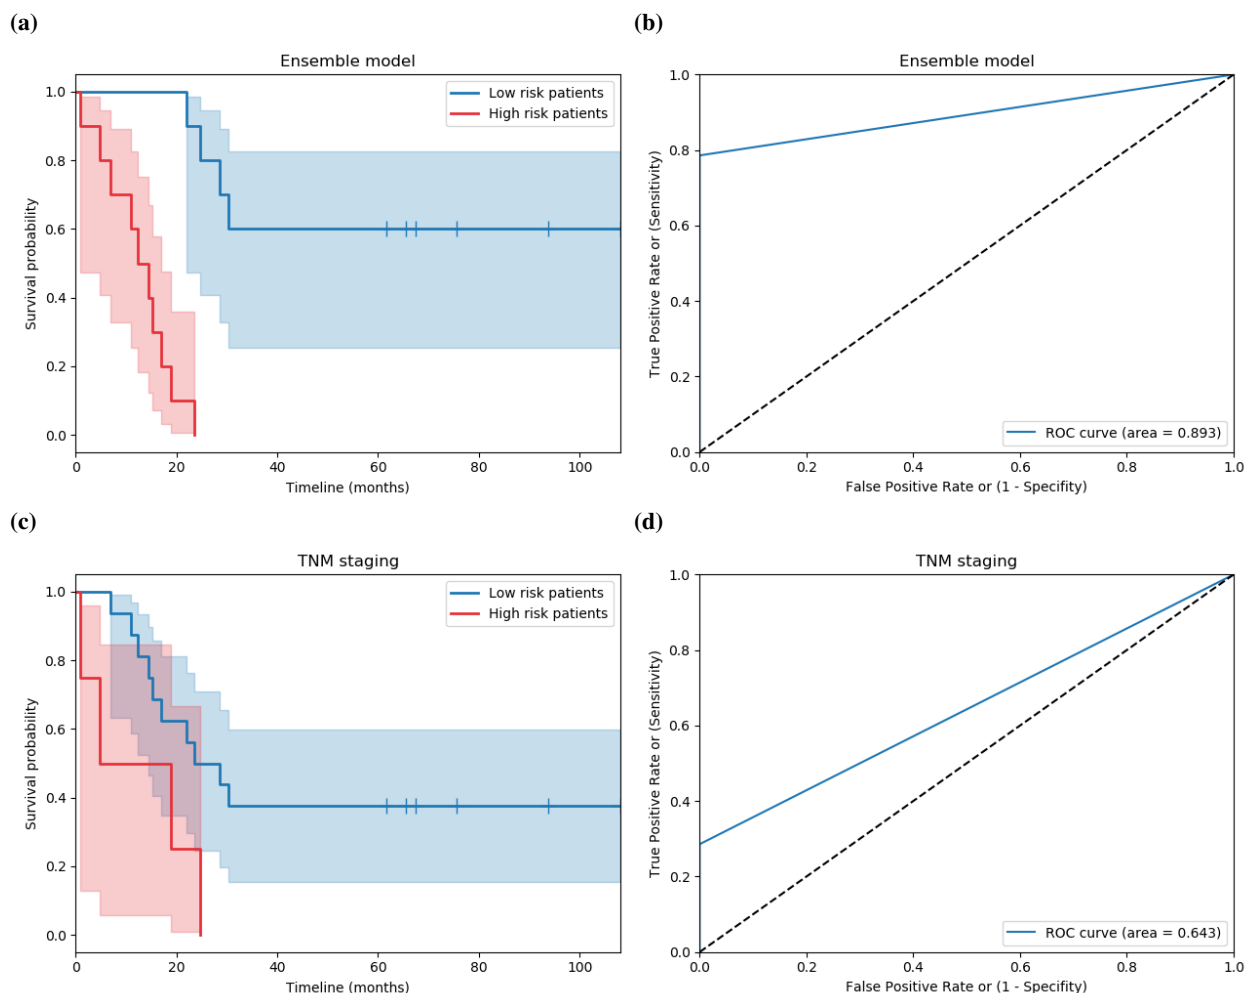 (a)
Ensemble model
Low risk patients
High risk patients
1.0
0.8
0.6
0.4
0.2
0.0
Survival probability
0
20
40
60
80
100
Timeline (months)
(b)
Ensemble model
1.0
0.8
0.6
0.4
0.2
0.0
True Positive Rate or (Sensitivity)
ROC curve (area = 0.893)
0.0
0.2
0.4
0.6
0.8
1.0
False Positive Rate or (1 - Specifity)
(c)
TNM staging
Low risk patients
High risk patients
1.0
0.8
0.6
0.4
0.2
0.0
Survival probability
0
20
40
60
80
100
Timeline (months)
(d)
TNM staging
1.0
0.8
0.6
0.4
0.2
0.0
True Positive Rate or (Sensitivity)
ROC curve (area = 0.643)
0.0
0.2
0.4
0.6
0.8
1.0
False Positive Rate or (1 - Specifity)